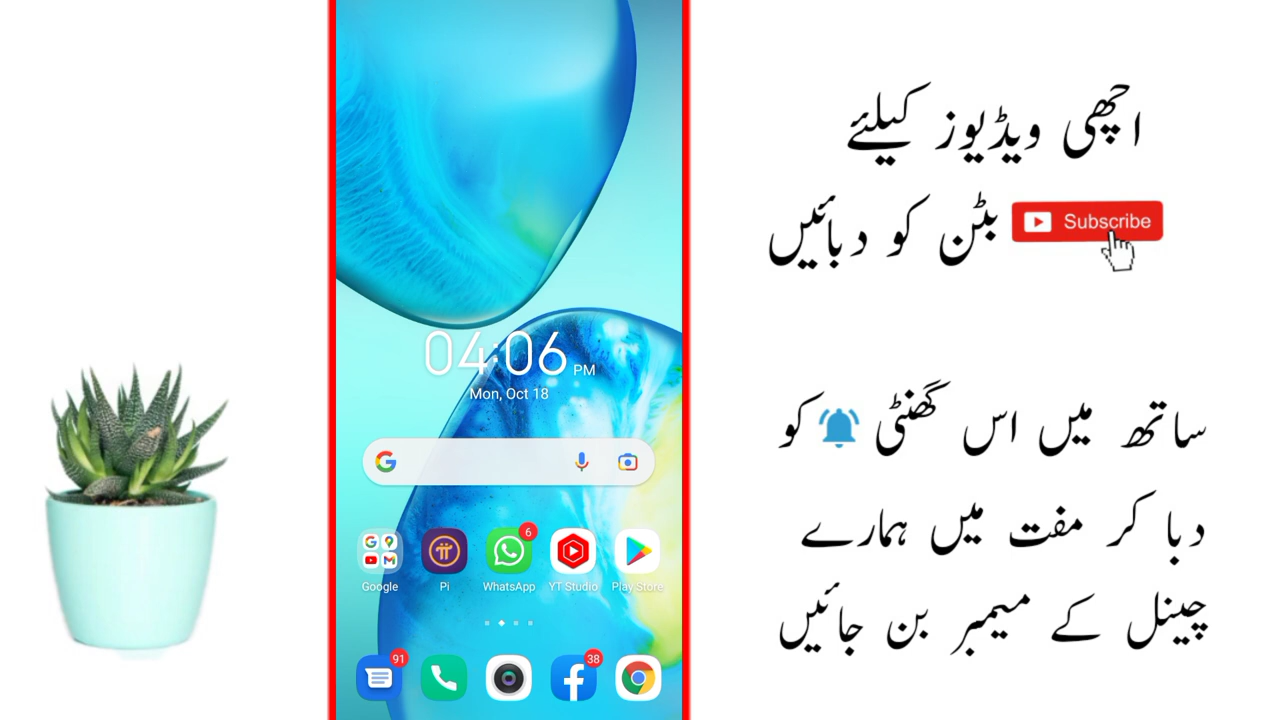 04:06 PM
Mon, Oct 18
6
Google
Pi
WhatsApp
YT Studio
Play Store
91
38
اچھی ویڈیوز کیلئے
Subscribe بٹن کو دبائیں
ساتھ میں اس گھنٹی کو
دبا کر مفت میں ہمارے
چینل کے میمبر بن جائیں